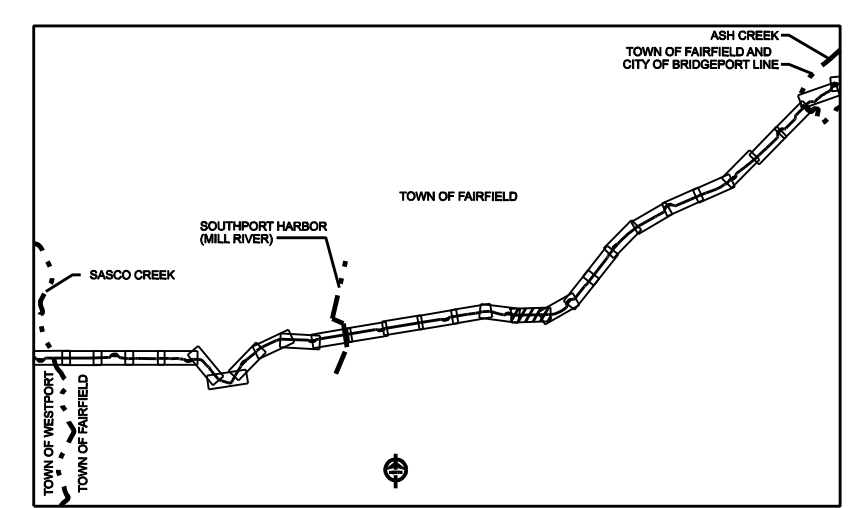 ASH CREEK
TOWN OF FAIRFIELD AND
CITY OF BRIDGEPORT LINE
TOWN OF FAIRFIELD
SOUTHPORT HARBOR
(MILL RIVER)
SASCO CREEK
TOWN OF WESTPORT
TOWN OF FAIRFIELD
NORTH